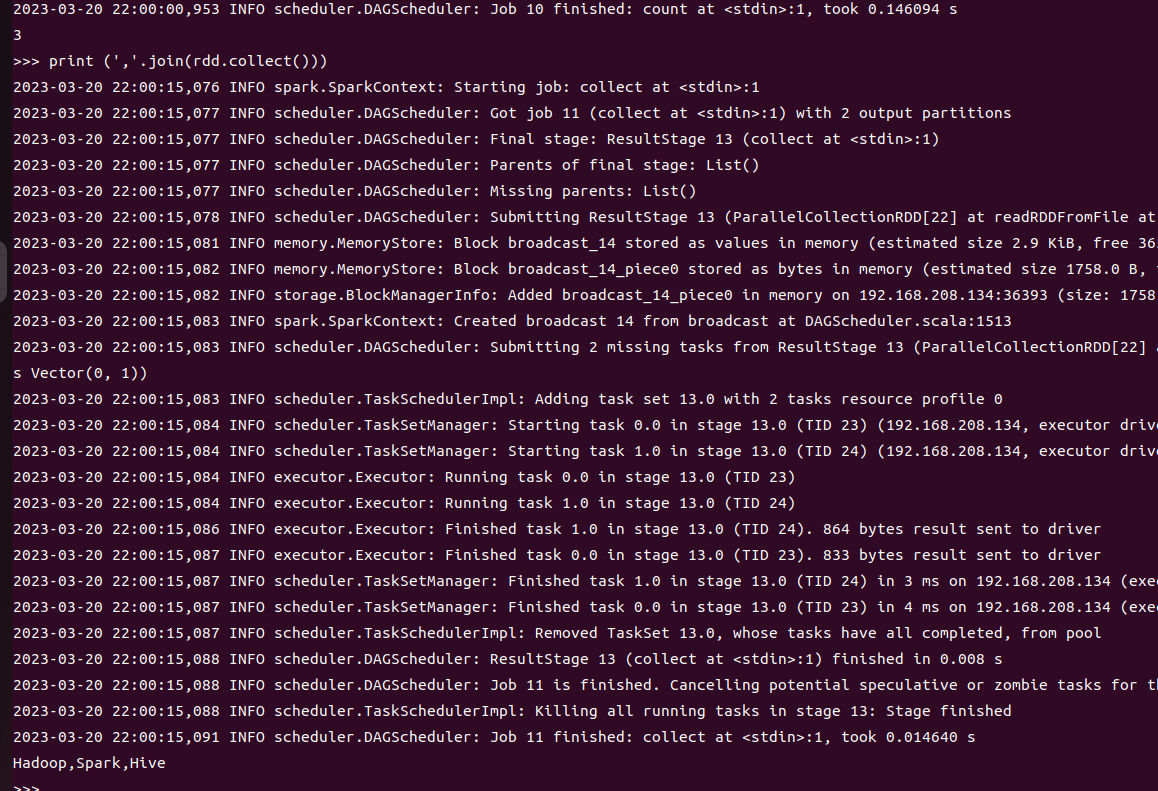 2023-03-20 22:00:00,953 INFO scheduler.DAGScheduler: Job 10 finished: count at <stdin>:1, took 0.146094 s
3
>>> print (','.join(rdd.collect()))
2023-03-20 22:00:15,076 INFO spark.SparkContext: Starting job: collect at <stdin>:1
2023-03-20 22:00:15,077 INFO scheduler.DAGScheduler: Got job 11 (collect at <stdin>:1) with 2 output partitions
2023-03-20 22:00:15,077 INFO scheduler.DAGScheduler: Final stage: ResultStage 13 (collect at <stdin>:1)
2023-03-20 22:00:15,077 INFO scheduler.DAGScheduler: Parents of final stage: List()
2023-03-20 22:00:15,077 INFO scheduler.DAGScheduler: Missing parents: List()
2023-03-20 22:00:15,078 INFO scheduler.DAGScheduler: Submitting ResultStage 13 (ParallelCollectionRDD[22] at readRDDFromFile at
2023-03-20 22:00:15,081 INFO memory.MemoryStore: Block broadcast_14 stored as values in memory (estimated size 2.9 KiB, free 36
2023-03-20 22:00:15,082 INFO memory.MemoryStore: Block broadcast_14_piece0 stored as bytes in memory (estimated size 1758.0 B,
2023-03-20 22:00:15,082 INFO storage.BlockManagerInfo: Added broadcast_14_piece0 in memory on 192.168.208.134:36393 (size: 1758
2023-03-20 22:00:15,083 INFO spark.SparkContext: Created broadcast 14 from broadcast at DAGScheduler.scala:1513
2023-03-20 22:00:15,083 INFO scheduler.DAGScheduler: Submitting 2 missing tasks from ResultStage 13 (ParallelCollectionRDD[22]
s Vector(0, 1))
2023-03-20 22:00:15,083 INFO scheduler.TaskSchedulerImpl: Adding task set 13.0 with 2 tasks resource profile 0
2023-03-20 22:00:15,084 INFO scheduler.TaskSetManager: Starting task 0.0 in stage 13.0 (TID 23) (192.168.208.134, executor drive
2023-03-20 22:00:15,084 INFO scheduler.TaskSetManager: Starting task 1.0 in stage 13.0 (TID 24) (192.168.208.134, executor drive
2023-03-20 22:00:15,084 INFO executor.Executor: Running task 0.0 in stage 13.0 (TID 23)
2023-03-20 22:00:15,084 INFO executor.Executor: Running task 1.0 in stage 13.0 (TID 24)
2023-03-20 22:00:15,086 INFO executor.Executor: Finished task 1.0 in stage 13.0 (TID 24). 864 bytes result sent to driver
2023-03-20 22:00:15,087 INFO executor.Executor: Finished task 0.0 in stage 13.0 (TID 23). 833 bytes result sent to driver
2023-03-20 22:00:15,087 INFO scheduler.TaskSetManager: Finished task 1.0 in stage 13.0 (TID 24) in 3 ms on 192.168.208.134 (exe
2023-03-20 22:00:15,087 INFO scheduler.TaskSetManager: Finished task 0.0 in stage 13.0 (TID 23) in 4 ms on 192.168.208.134 (exe
2023-03-20 22:00:15,087 INFO scheduler.TaskSchedulerImpl: Removed TaskSet 13.0, whose tasks have all completed, from pool
2023-03-20 22:00:15,088 INFO scheduler.DAGScheduler: ResultStage 13 (collect at <stdin>:1) finished in 0.008 s
2023-03-20 22:00:15,088 INFO scheduler.DAGScheduler: Job 11 is finished. Cancelling potential speculative or zombie tasks for th
2023-03-20 22:00:15,088 INFO scheduler.TaskSchedulerImpl: Killing all running tasks in stage 13: Stage finished
2023-03-20 22:00:15,091 INFO scheduler.DAGScheduler: Job 11 finished: collect at <stdin>:1, took 0.014640 s
Hadoop,Spark,Hive
>>>